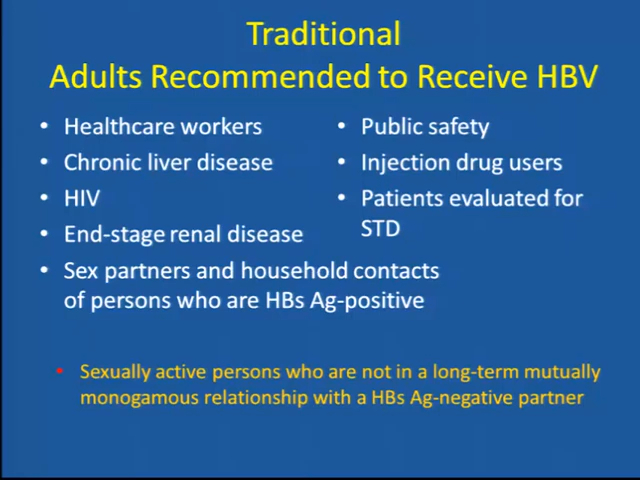 Traditional
Adults Recommended to Receive HBV
• Healthcare workers
• Chronic liver disease
• HIV
• End-stage renal disease
• Sex partners and household contacts
of persons who are HBs Ag-positive
• Public safety
• Injection drug users
• Patients evaluated for
STD
• Sexually active persons who are not in a long-term mutually
monogamous relationship with a HBs Ag-negative partner